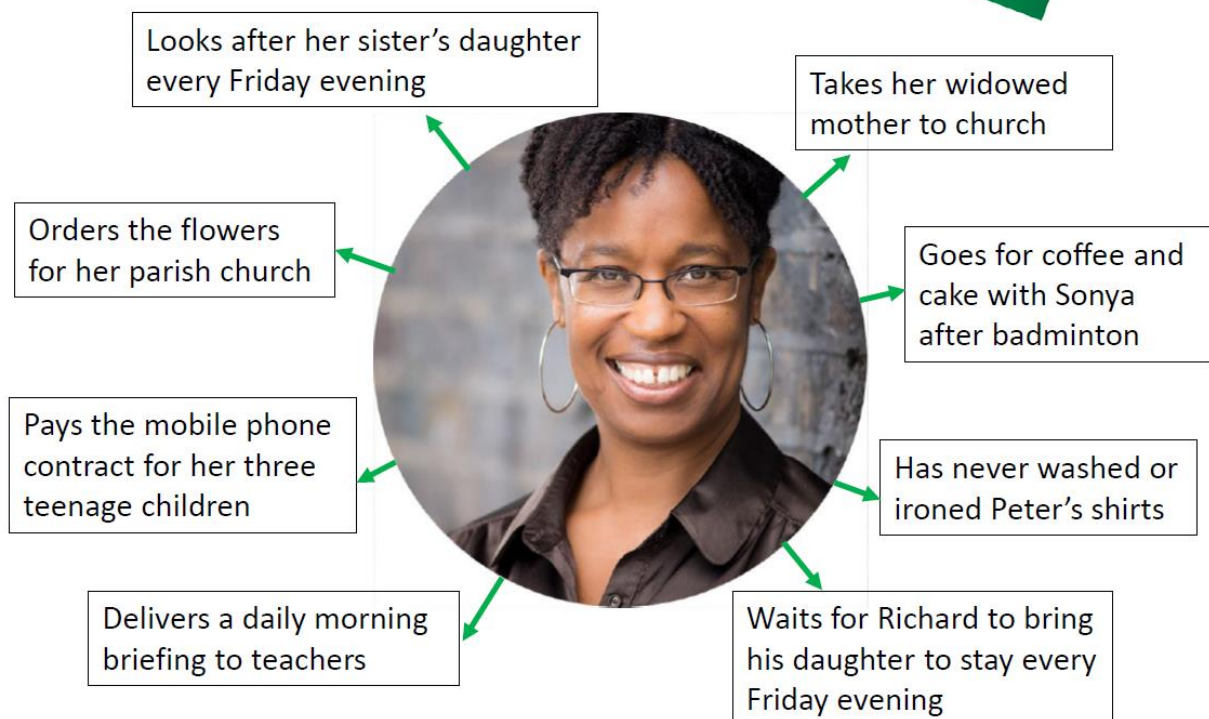 Looks after her sister’s daughter
every Friday evening
Takes her widowed
mother to church
Orders the flowers
for her parish church
Goes for coffee and
cake with Sonya
after badminton
Pays the mobile phone
contract for her three
teenage children
Has never washed or
ironed Peter’s shirts
Delivers a daily morning
briefing to teachers
Waits for Richard to bring
his daughter to stay every
Friday evening